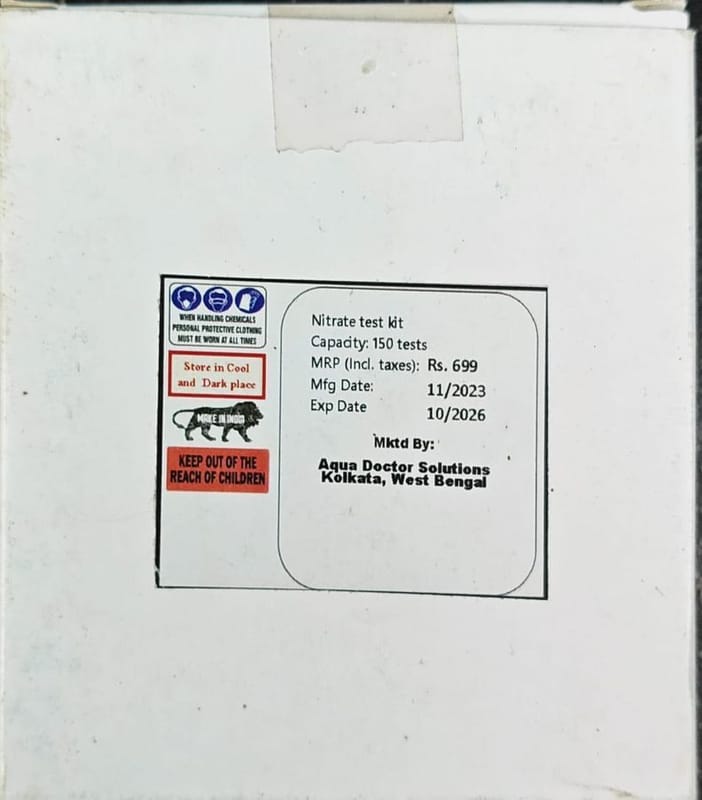 WHEN HANDLING CHEMICALS
PERSONAL PROTECTIVE CLOTHING
MUST BE WORN AT ALL TIMES
Store in Cool
and Dark place
MAKE IN INDIA
KEEP OUT OF THE
REACH OF CHILDREN
Nitrate test kit
Capacity: 150 tests
MRP (Incl. taxes): Rs. 699
Mfg Date: 11/2023
Exp Date 10/2026
Mktd By:
Aqua Doctor Solutions
Kolkata, West Bengal